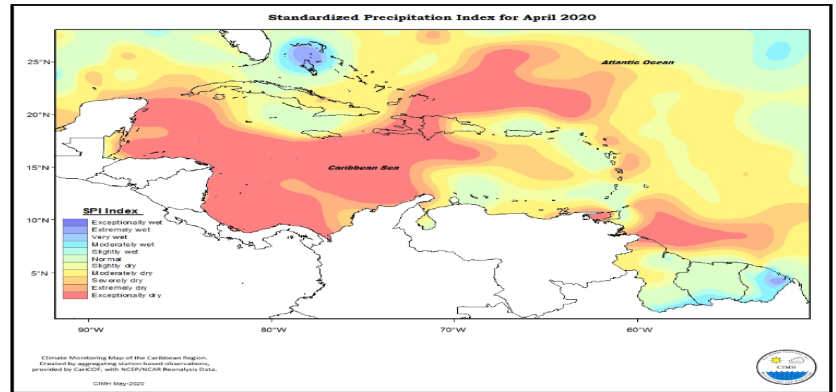 Standardized Precipitation Index for April 2020
25°N
Atlantic Ocean
20°N
15°N
Caribbean Sea
SPI Index
10°N
Exceptionally wet
Extremely wet
Very wet
Moderately wet
Slightly wet
Normal
Slightly dry
5°N
Moderately dry
Severely dry
Extremely dry
Exceptionally dry
90°W
80°W
70°W
60°W
Climate Monitoring Map of the Caribbean Region.
Created by aggregating station based observations,
provided by CariCOF, with NCEP/NCAR Reanalysis Data.
CIMH May-2020
CIMH